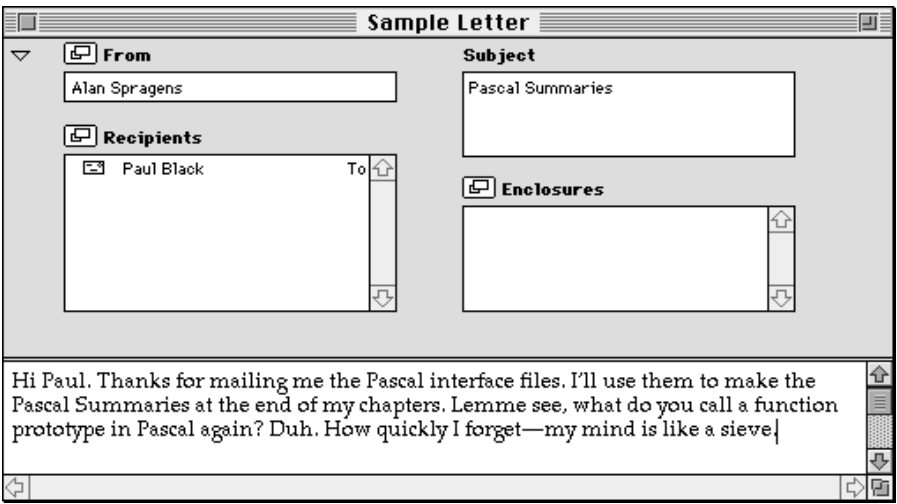 Sample Letter
From
Alan Spragens
Subject
Pascal Summaries
Recipients
Paul Black To
Enclosures
Hi Paul. Thanks for mailing me the Pascal interface files. I’ll use them to make the
Pascal Summaries at the end of my chapters. Lemme see, what do you call a function
prototype in Pascal again? Duh. How quickly I forget—my mind is like a sieve.